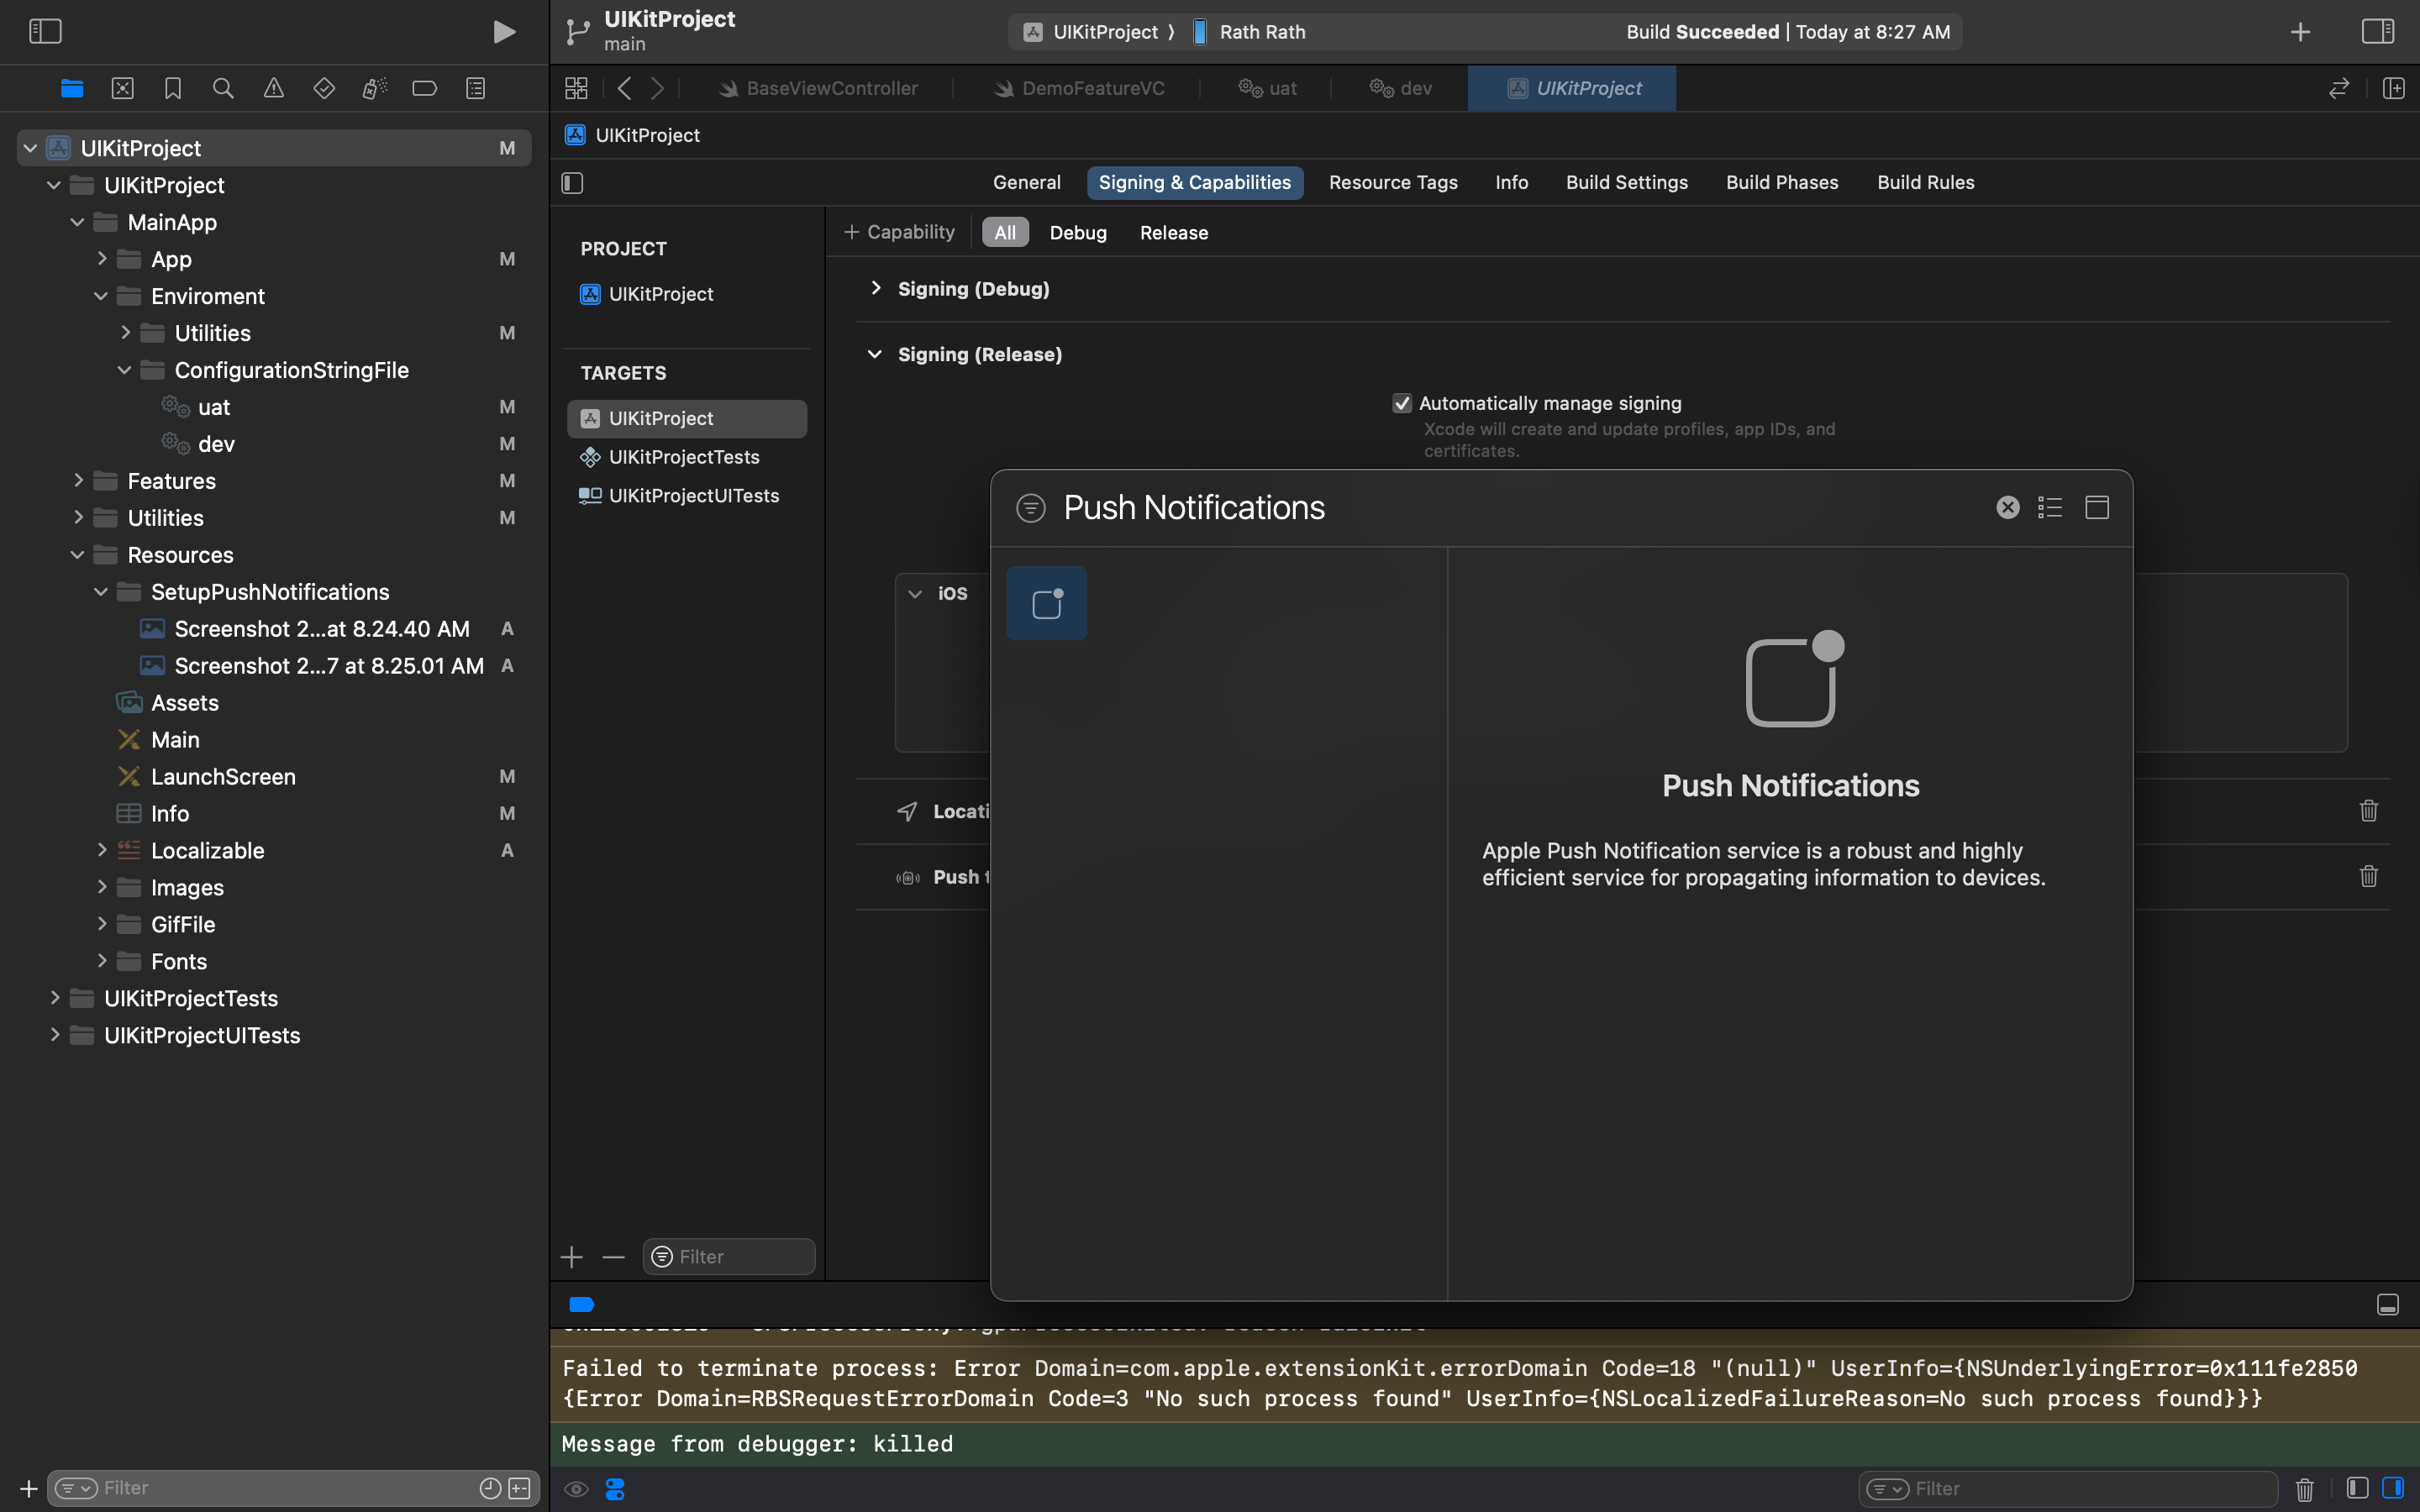 UIKitProject
main
UIKitProject 〉 Rath Rath
Build Succeeded | Today at 8:27 AM
BaseViewController
DemoFeatureVC
uat
dev
UIKitProject
UIKitProject M
UIKitProject
MainApp
App M
Enviroment
Utilities M
ConfigurationStringFile
uat M
dev M
Features M
Utilities M
Resources
SetupPushNotifications
Screenshot 2...at 8.24.40 AM A
Screenshot 2...7 at 8.25.01 AM A
Assets
Main
LaunchScreen M
Info M
Localizable A
Images
GifFile
Fonts
UIKitProjectTests
UIKitProjectUITests
Filter
UIKitProject
General
Signing & Capabilities
Resource Tags
Info
Build Settings
Build Phases
Build Rules
PROJECT
UIKitProject
TARGETS
UIKitProject
UIKitProjectTests
UIKitProjectUITests
Filter
+ Capability
All
Debug
Release
Signing (Debug)
Signing (Release)
Automatically manage signing
Xcode will create and update profiles, app IDs, and
certificates.
iOS
Push Notifications
Push Notifications
Apple Push Notification service is a robust and highly
efficient service for propagating information to devices.
Failed to terminate process: Error Domain=com.apple.extensionKit.errorDomain Code=18 "(null)" UserInfo={NSUnderlyingError=0x111fe2850
{Error Domain=RBSRequestErrorDomain Code=3 "No such process found" UserInfo={NSLocalizedFailureReason=No such process found}}}
Message from debugger: killed
Filter